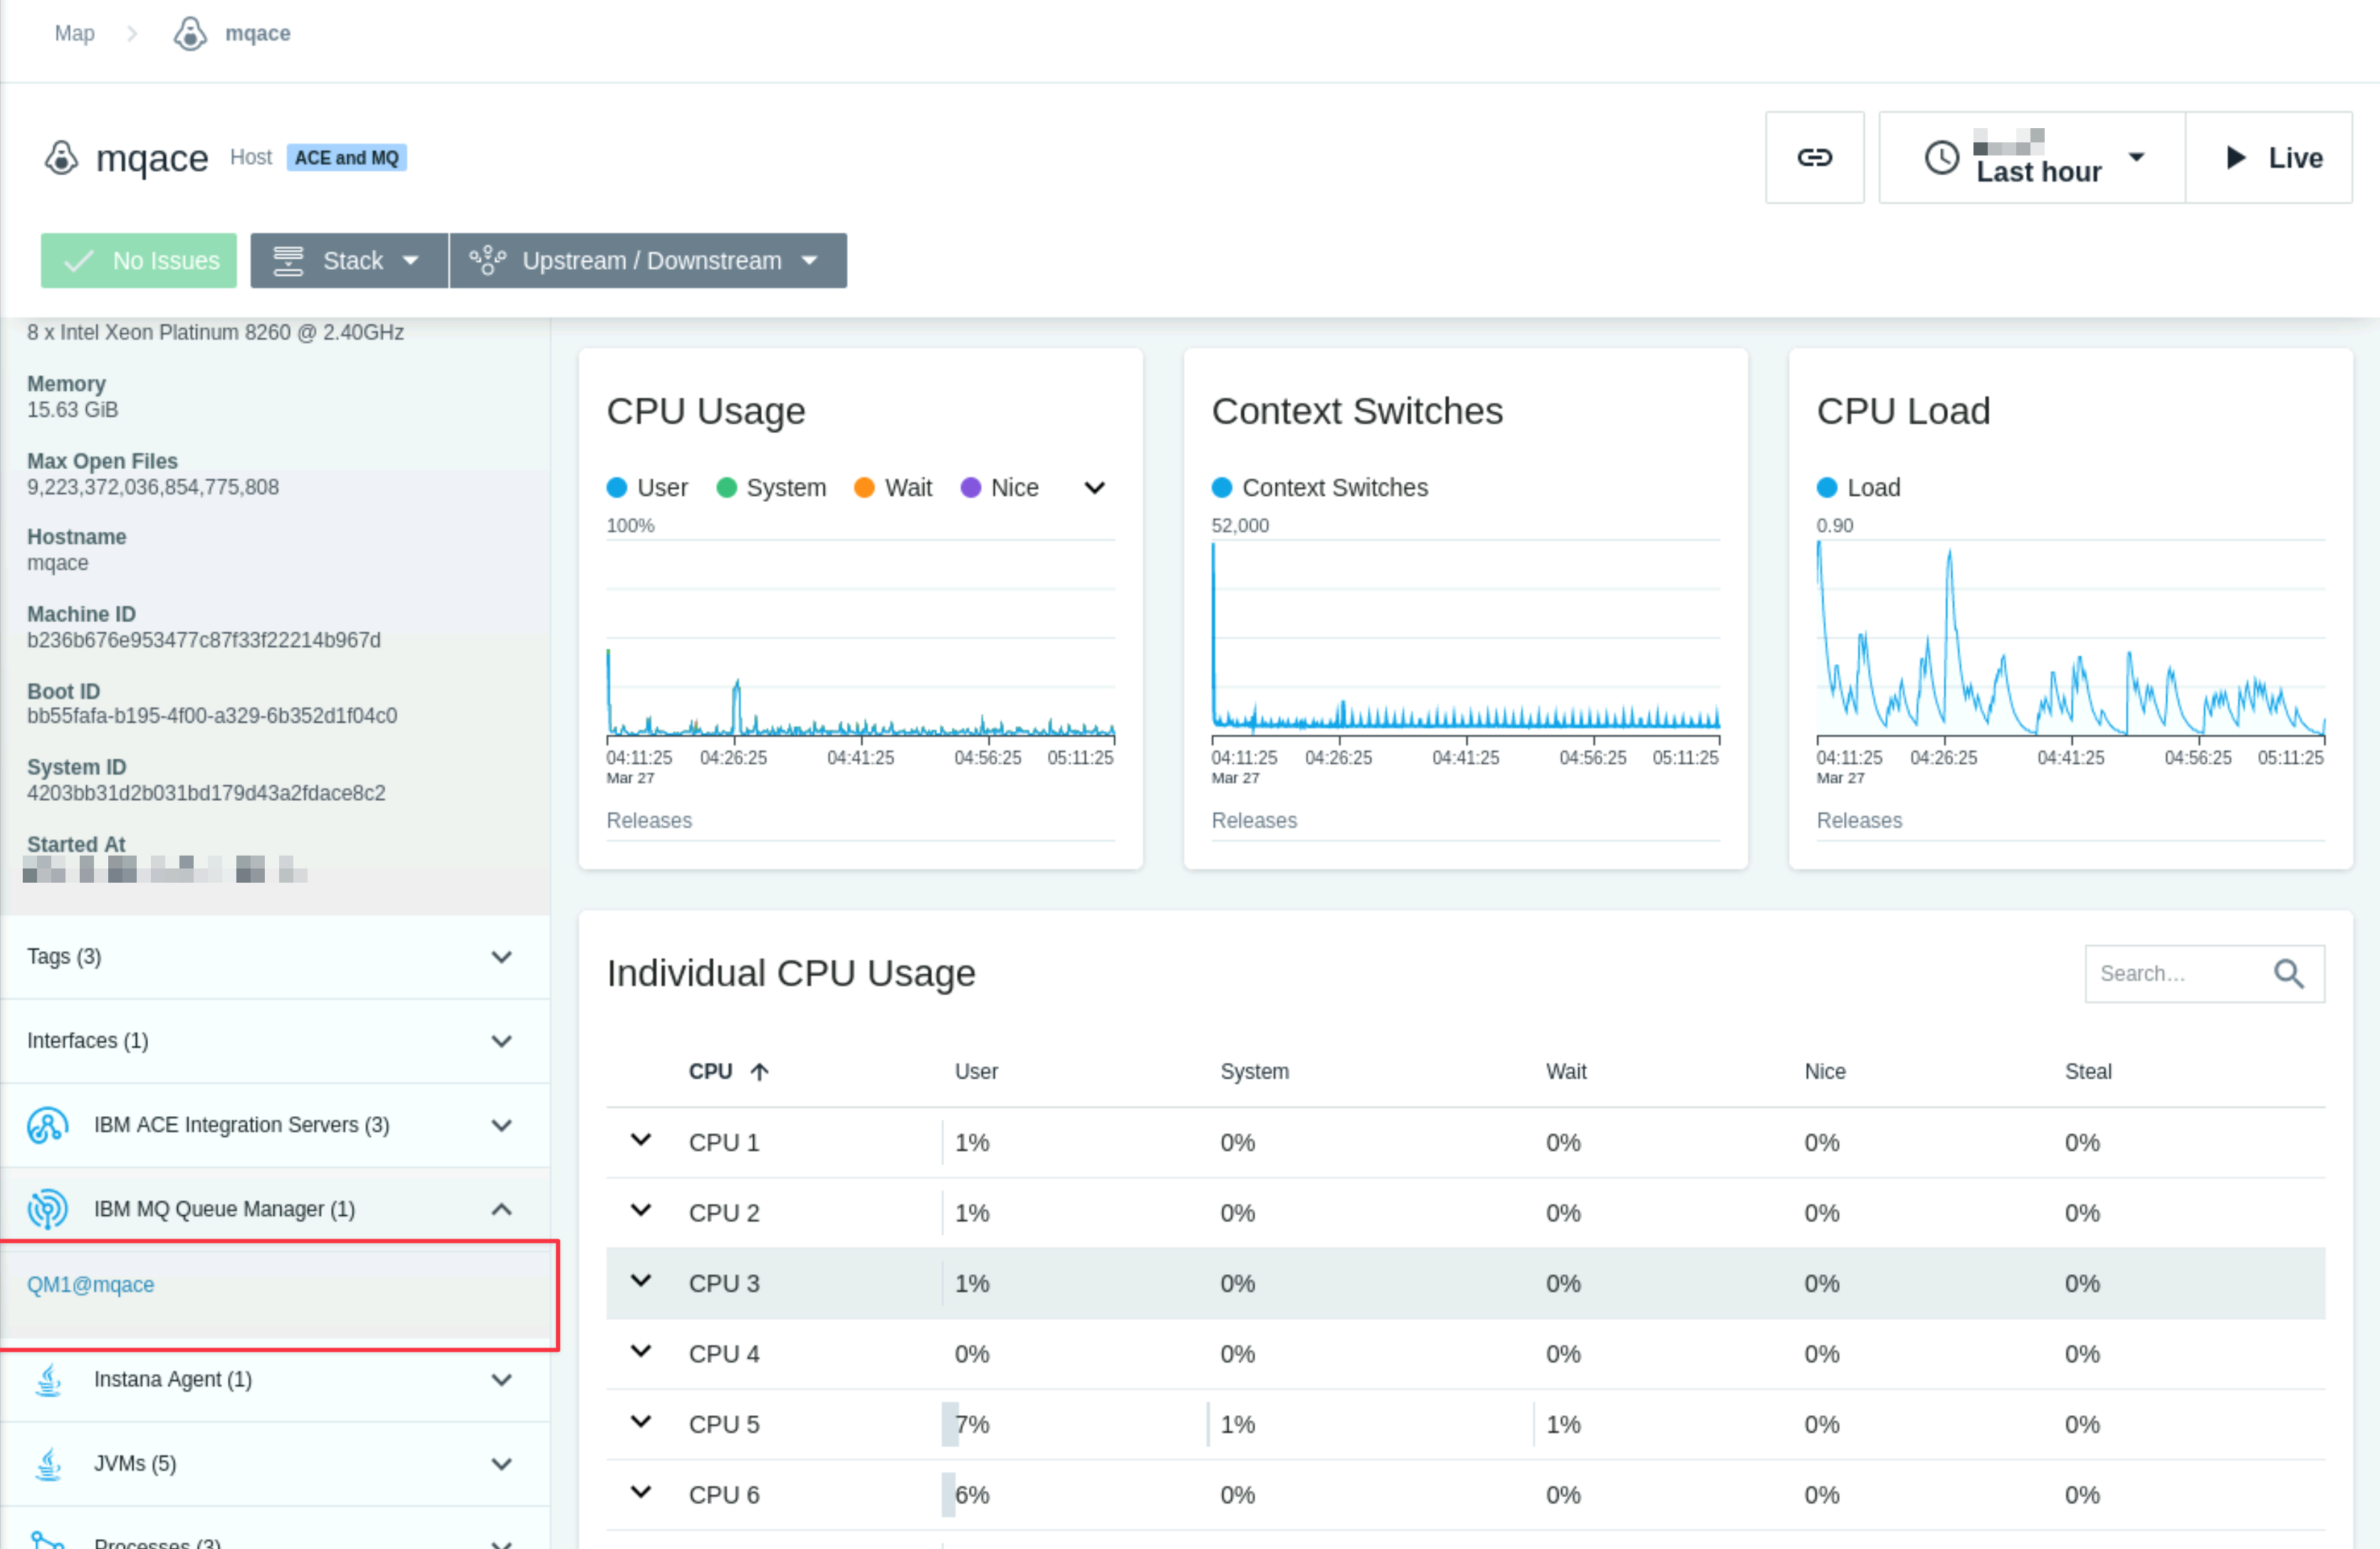 Map > mqace
mqace Host ACE and MQ
Last hour
Live
No Issues
Stack
Upstream / Downstream
8 x Intel Xeon Platinum 8260 @ 2.40GHz
Memory
15.63 GiB
Max Open Files
9,223,372,036,854,775,808
Hostname
mqace
Machine ID
b236b676e953477c87f33f22214b967d
Boot ID
bb55fafa-b195-4f00-a329-6b352d1f04c0
System ID
4203bb31d2b031bd179d43a2fdace8c2
Started At
Tags (3)
Interfaces (1)
IBM ACE Integration Servers (3)
IBM MQ Queue Manager (1)
QM1@mqace
Instana Agent (1)
JVMs (5)
Processes (3)
CPU Usage
User System Wait Nice
100%
04:11:25 04:26:25 04:41:25 04:56:25 05:11:25
Mar 27
Releases
Context Switches
Context Switches
52,000
04:11:25 04:26:25 04:41:25 04:56:25 05:11:25
Mar 27
Releases
CPU Load
Load
0.90
04:11:25 04:26:25 04:41:25 04:56:25 05:11:25
Mar 27
Releases
Individual CPU Usage
Search...
CPU User System Wait Nice Steal
CPU 1 1% 0% 0% 0% 0%
CPU 2 1% 0% 0% 0% 0%
CPU 3 1% 0% 0% 0% 0%
CPU 4 0% 0% 0% 0% 0%
CPU 5 7% 1% 1% 0% 0%
CPU 6 6% 0% 0% 0% 0%